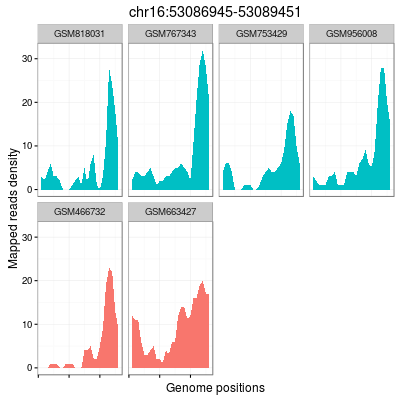 chr16:53086945-53089451
GSM818031 GSM767343 GSM753429 GSM956008
30
20
10
0
GSM466732 GSM663427
30
20
10
0
Mapped reads density
Genome positions